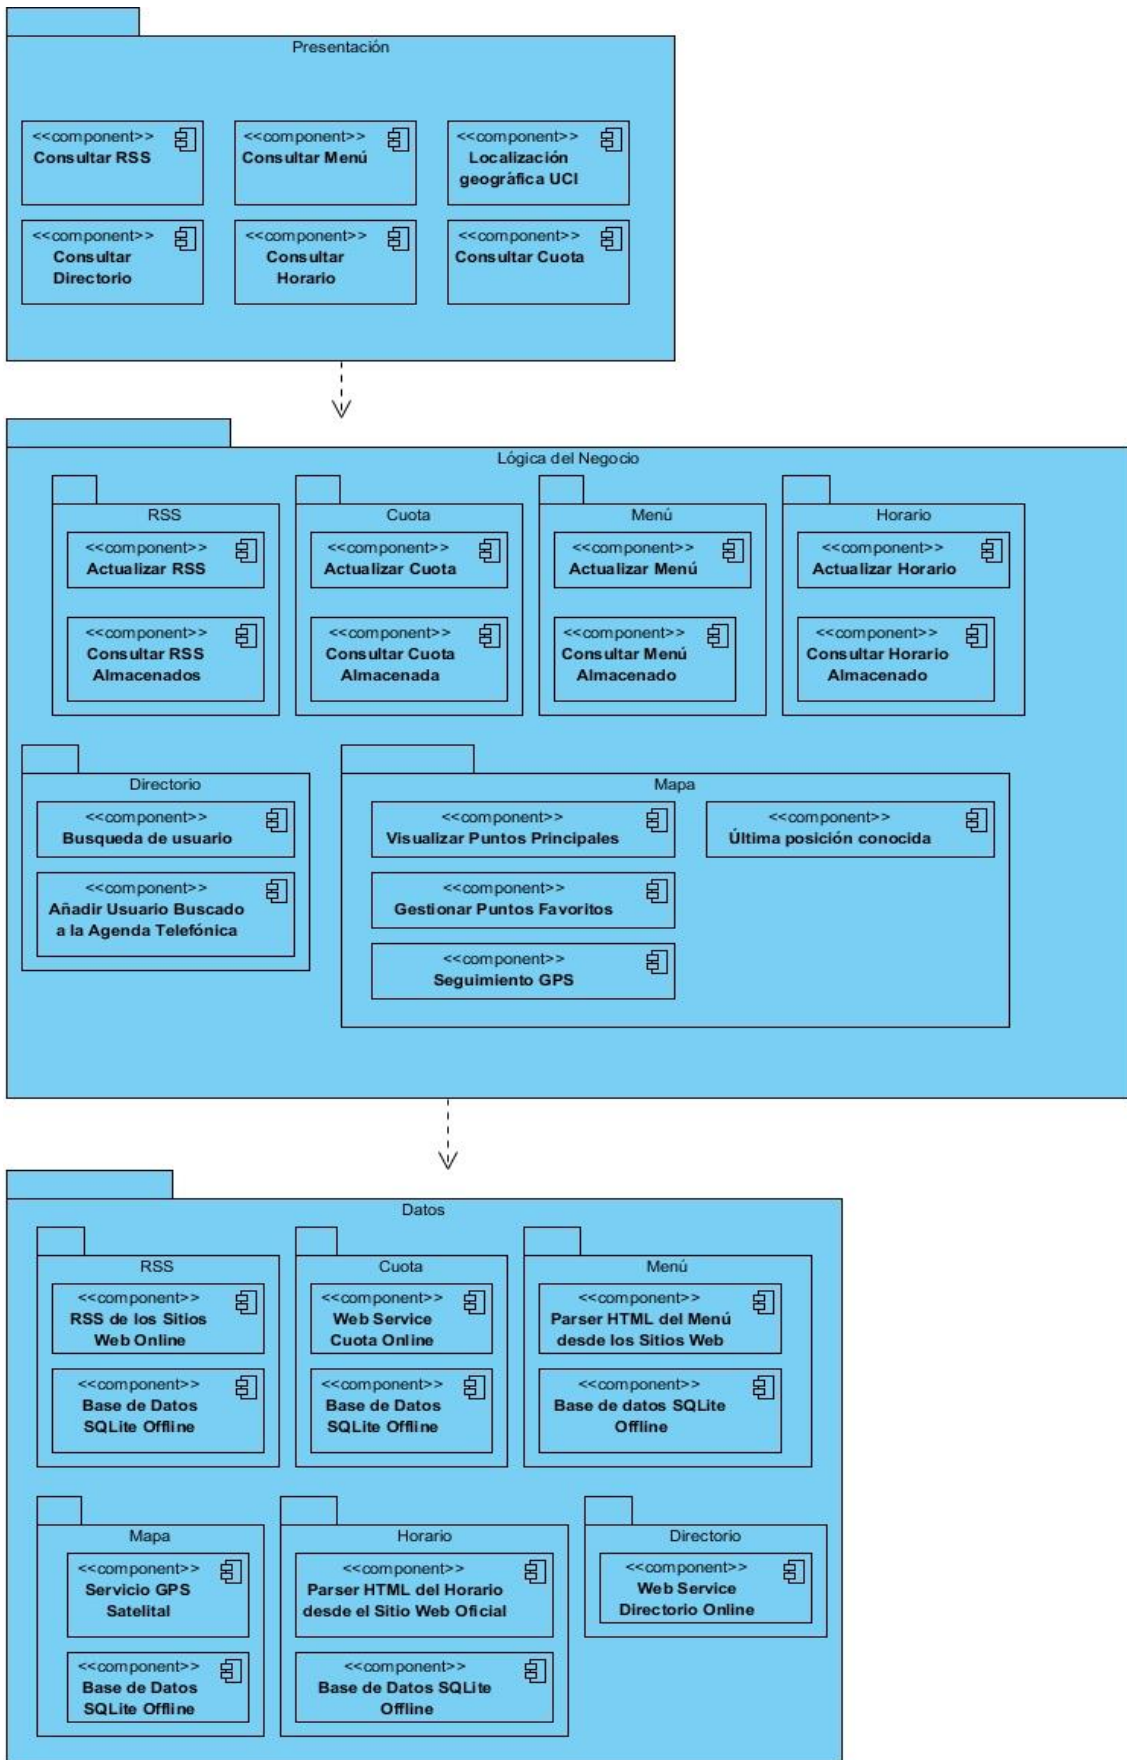 Presentación
<<component>>
Consultar RSS
<<component>>
Consultar Menú
<<component>>
Localización
geográfica UCI
<<component>>
Consultar
Directorio
<<component>>
Consultar
Horario
<<component>>
Consultar Cuota
Lógica del Negocio
RSS
<<component>>
Actualizar RSS
<<component>>
Consultar RSS
Almacenados
Cuota
<<component>>
Actualizar Cuota
<<component>>
Consultar Cuota
Almacenada
Menú
<<component>>
Actualizar Menú
<<component>>
Consultar Menú
Almacenado
Horario
<<component>>
Actualizar Horario
<<component>>
Consultar Horario
Almacenado
Directorio
<<component>>
Busqueda de usuario
<<component>>
Añadir Usuario Buscado
a la Agenda Telefónica
Mapa
<<component>>
Visualizar Puntos Principales
<<component>>
Última posición conocida
<<component>>
Gestionar Puntos Favoritos
<<component>>
Seguimiento GPS
Datos
RSS
<<component>>
RSS de los Sitios
Web Online
<<component>>
Base de Datos
SQLite Offline
Cuota
<<component>>
Web Service
Cuota Online
<<component>>
Base de Datos
SQLite Offline
Menú
<<component>>
Parser HTML del Menú
desde los Sitios Web
<<component>>
Base de datos SQLite
Offline
Mapa
<<component>>
Servicio GPS
Satelital
<<component>>
Base de Datos
SQLite Offline
Horario
<<component>>
Parser HTML del Horario
desde el Sitio Web Oficial
<<component>>
Base de Datos SQLite
Offline
Directorio
<<component>>
Web Service
Directorio Online